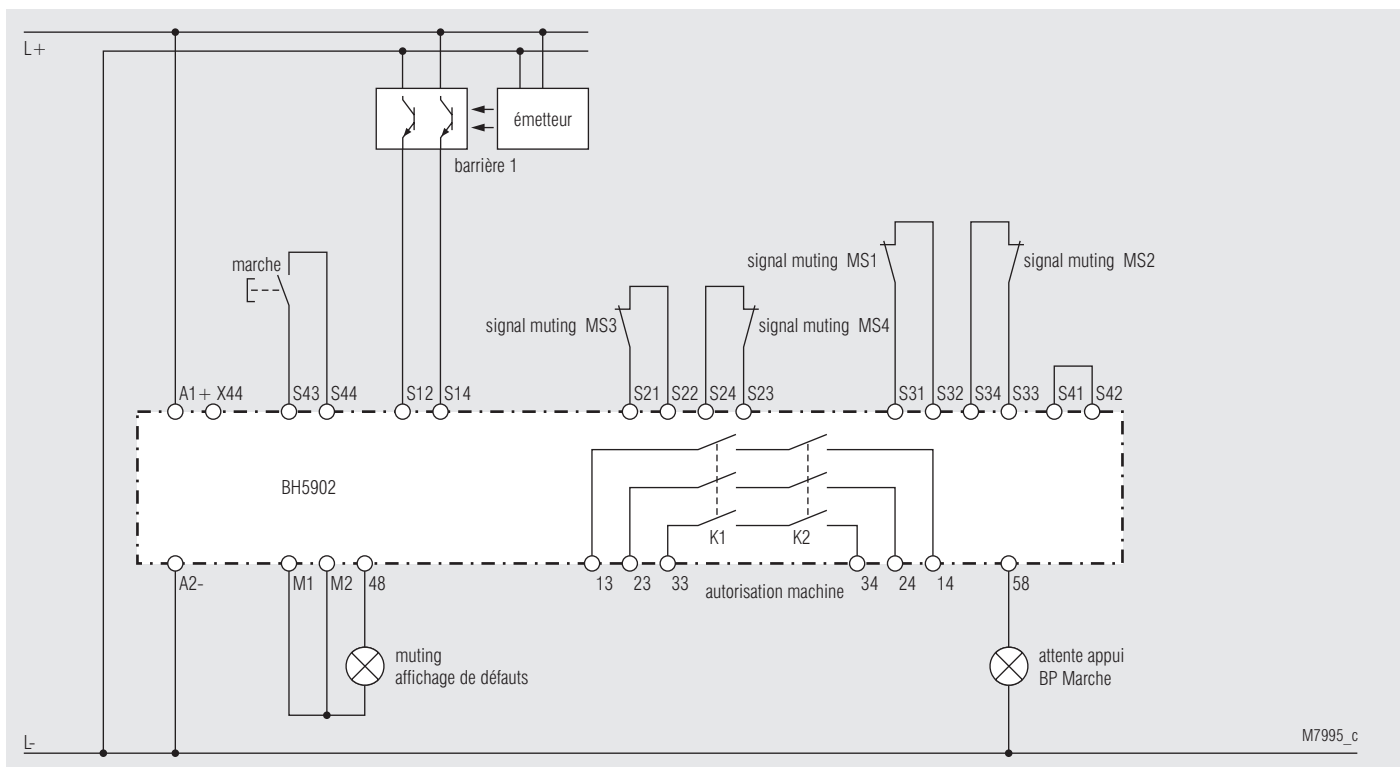 L+
émetteur
barrière 1
marche
signal muting MS1
signal muting MS2
signal muting MS3
signal muting MS4
A1+ X44 S43 S44 S12 S14 S21 S22 S24 S23 S31 S32 S34 S33 S41 S42
BH5902
K1 K2
A2- M1 M2 48 13 23 33 autorisation machine 34 24 14 58
muting
affichage de défauts
attente appui
BP Marche
L-
M7995_c